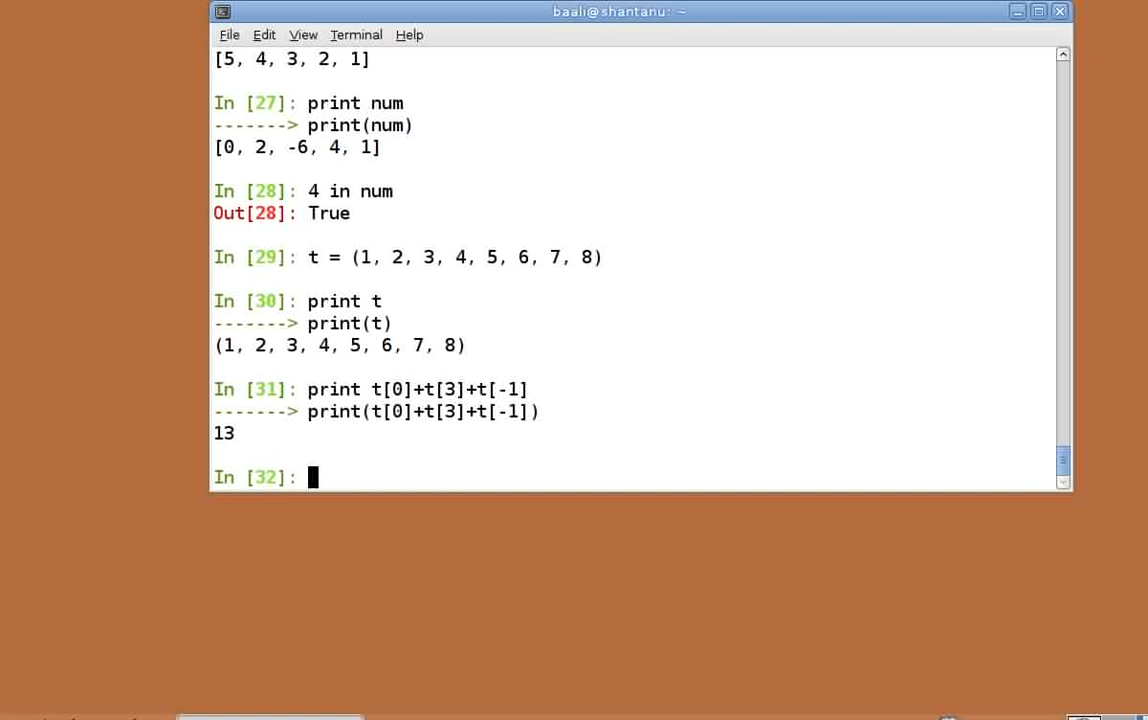 baali@shantanu: ~
File Edit View Terminal Help
[5, 4, 3, 2, 1]
In [27]: print num
-------> print(num)
[0, 2, -6, 4, 1]
In [28]: 4 in num
Out[28]: True
In [29]: t = (1, 2, 3, 4, 5, 6, 7, 8)
In [30]: print t
-------> print(t)
(1, 2, 3, 4, 5, 6, 7, 8)
In [31]: print t[0]+t[3]+t[-1]
-------> print(t[0]+t[3]+t[-1])
13
In [32]: